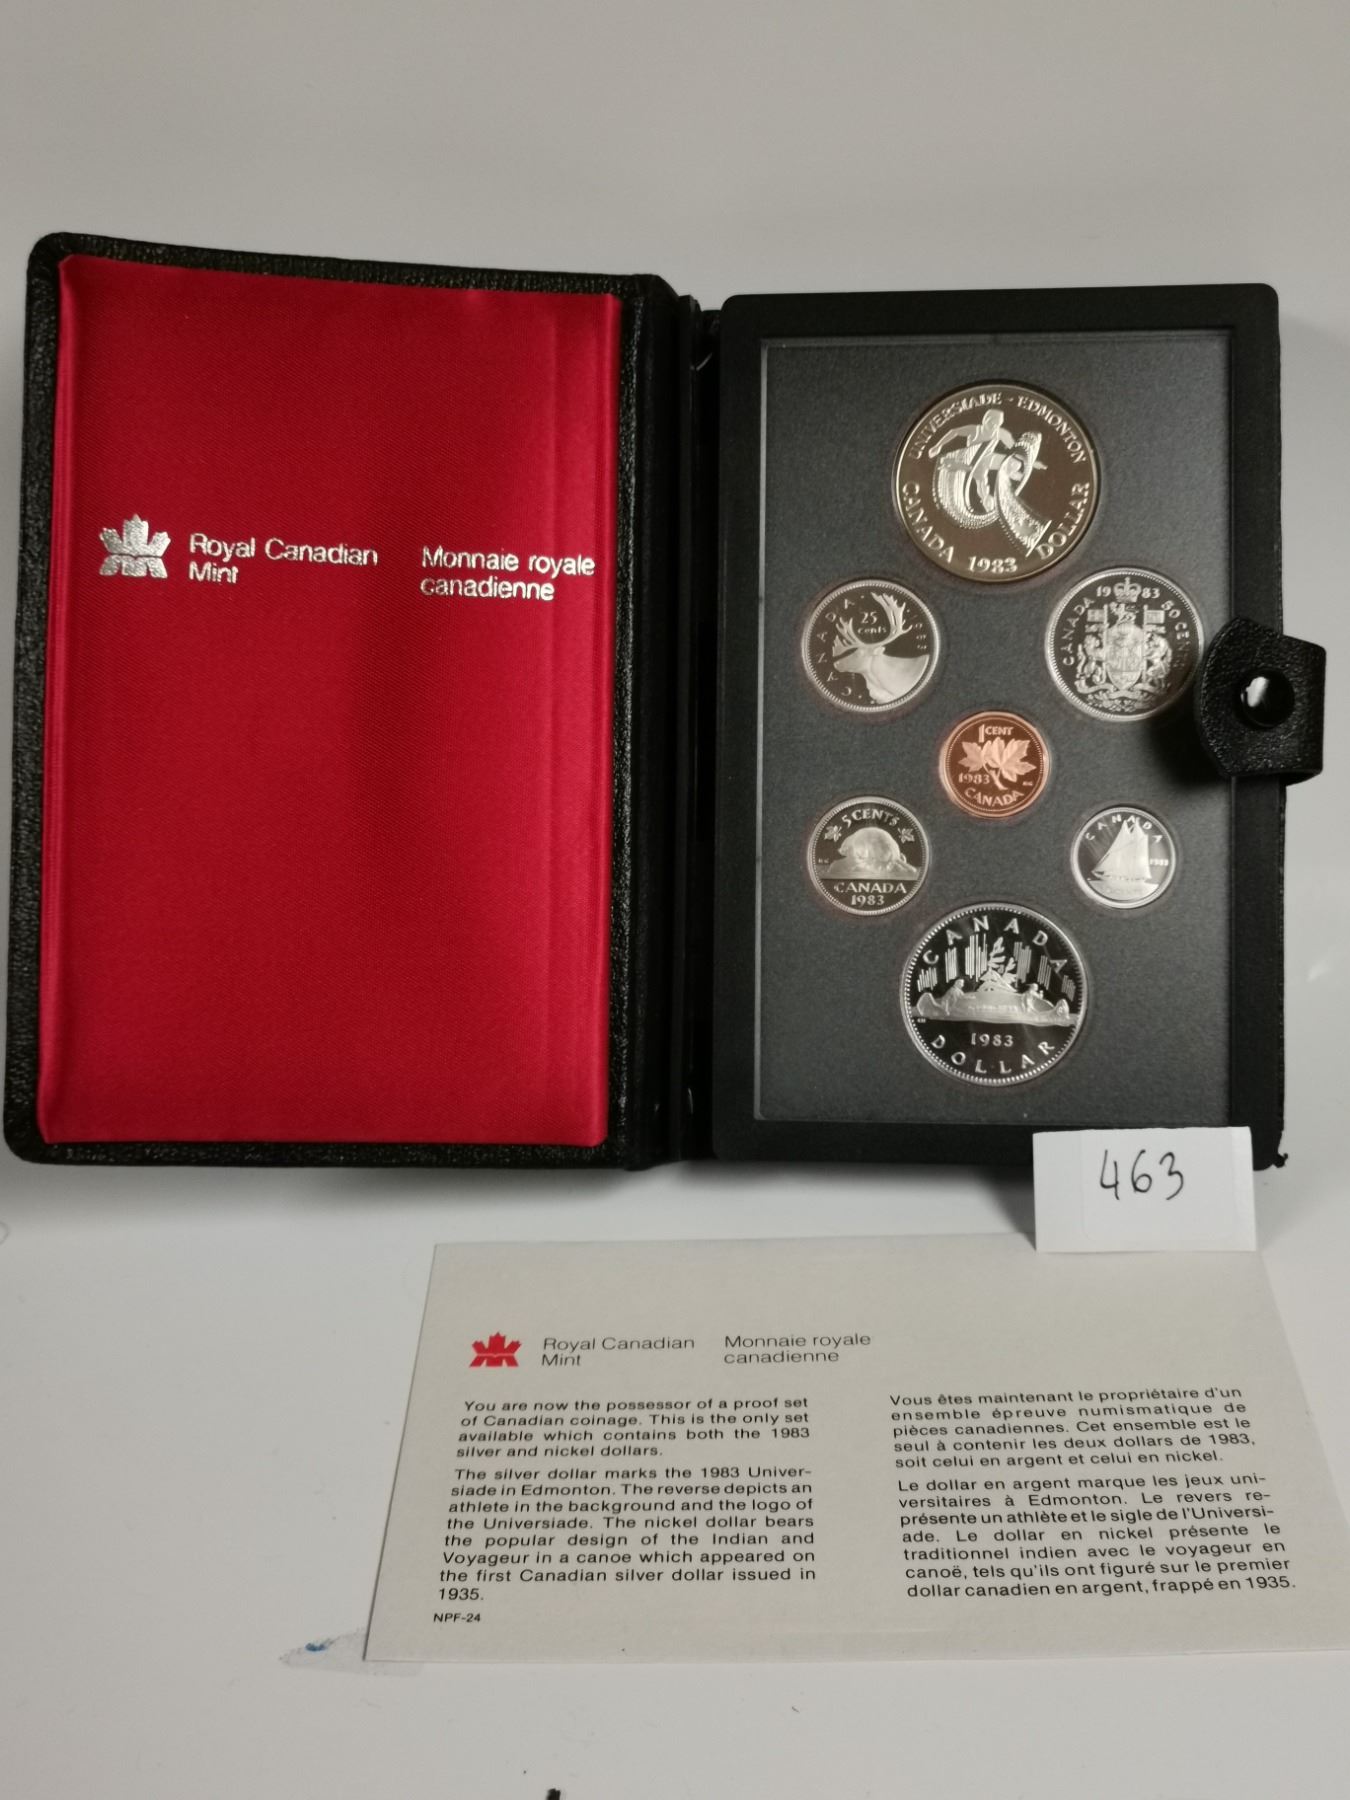 Royal Canadian
Mint
Monnaie royale
canadienne
UNIVERSIADE - EDMONTON
CANADA 1983 DOLLAR
CANADA
25
cents
1983
1983
CANADA
50 CENTS
1 CENT
1983
CANADA
5 CENTS
CANADA
1983
CANADA
1983
CANADA
1983
DOLLAR
463
Royal Canadian
Mint
Monnaie royale
canadienne
You are now the possessor of a proof set
of Canadian coinage. This is the only set
available which contains both the 1983
silver and nickel dollars.
The silver dollar marks the 1983 Univer-
siade in Edmonton. The reverse depicts an
athlete in the background and the logo of
the Universiade. The nickel dollar bears
the popular design of the Indian and
Voyageur in a canoe which appeared on
the first Canadian silver dollar issued in
1935.
NPF-24
Vous êtes maintenant le propriétaire d'un
ensemble épreuve numismatique de
pièces canadiennes. Cet ensemble est le
seul à contenir les deux dollars de 1983,
soit celui en argent et celui en nickel.
Le dollar en argent marque les jeux uni-
versitaires à Edmonton. Le revers re-
présente un athlète et le sigle de l'Universi-
ade. Le dollar en nickel présente le
traditionnel indien avec le voyageur en
canoë, tels qu'ils ont figuré sur le premier
dollar canadien en argent, frappé en 1935.